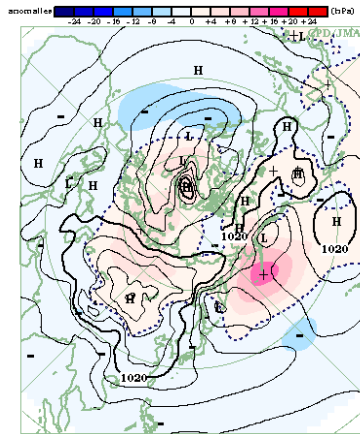 anomalies (hPa)
-24 -20 -16 -12 -8 -4 0 +4 +8 +12 +16 +20 +24
+ L CPD/JMA
H
-
H -
H
L
H
L
H
L H
H
+
H
H
H
-
H
1020
L
1020
-
+
H
L
-
-
-
1020
-